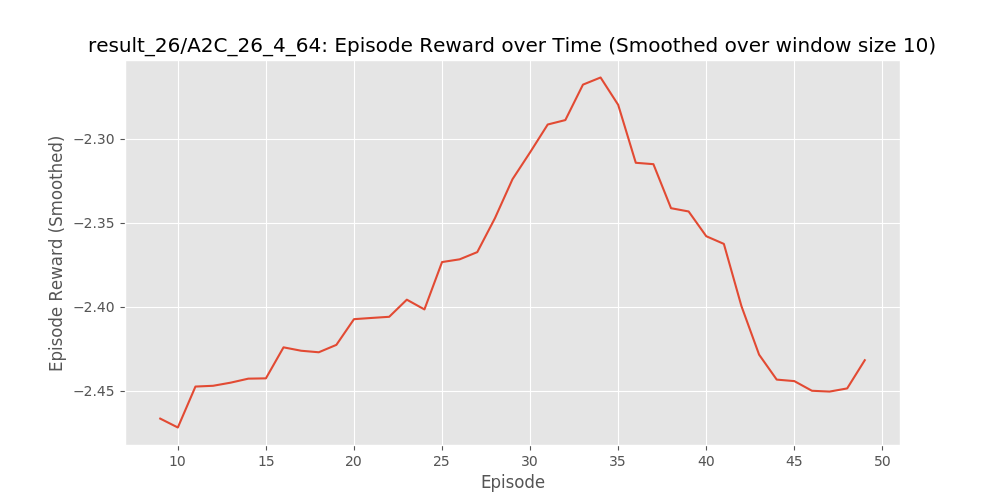 result_26/A2C_26_4_64: Episode Reward over Time (Smoothed over window size 10)
Episode Reward (Smoothed)
−2.30
−2.35
−2.40
−2.45
10 15 20 25 30 35 40 45 50
Episode